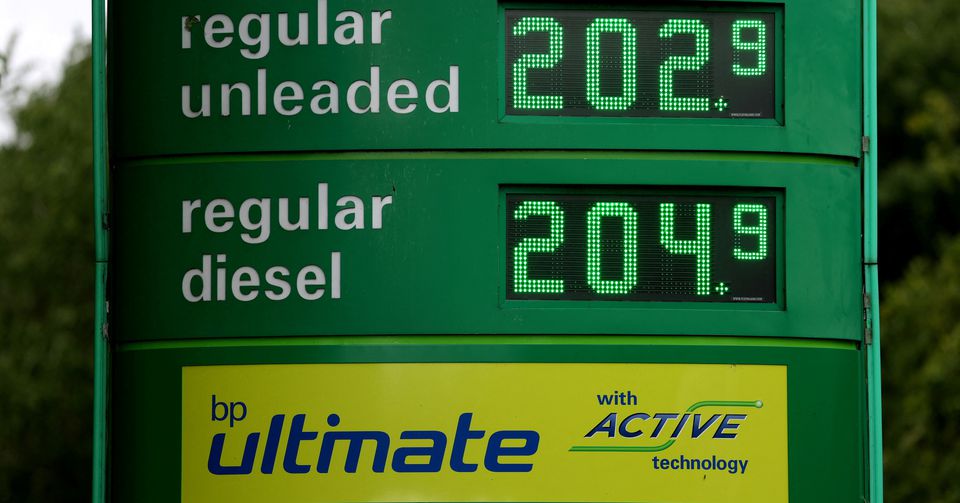 regular
unleaded
202.9
regular
diesel
204.9
bp
ultimate
with
ACTIVE
technology